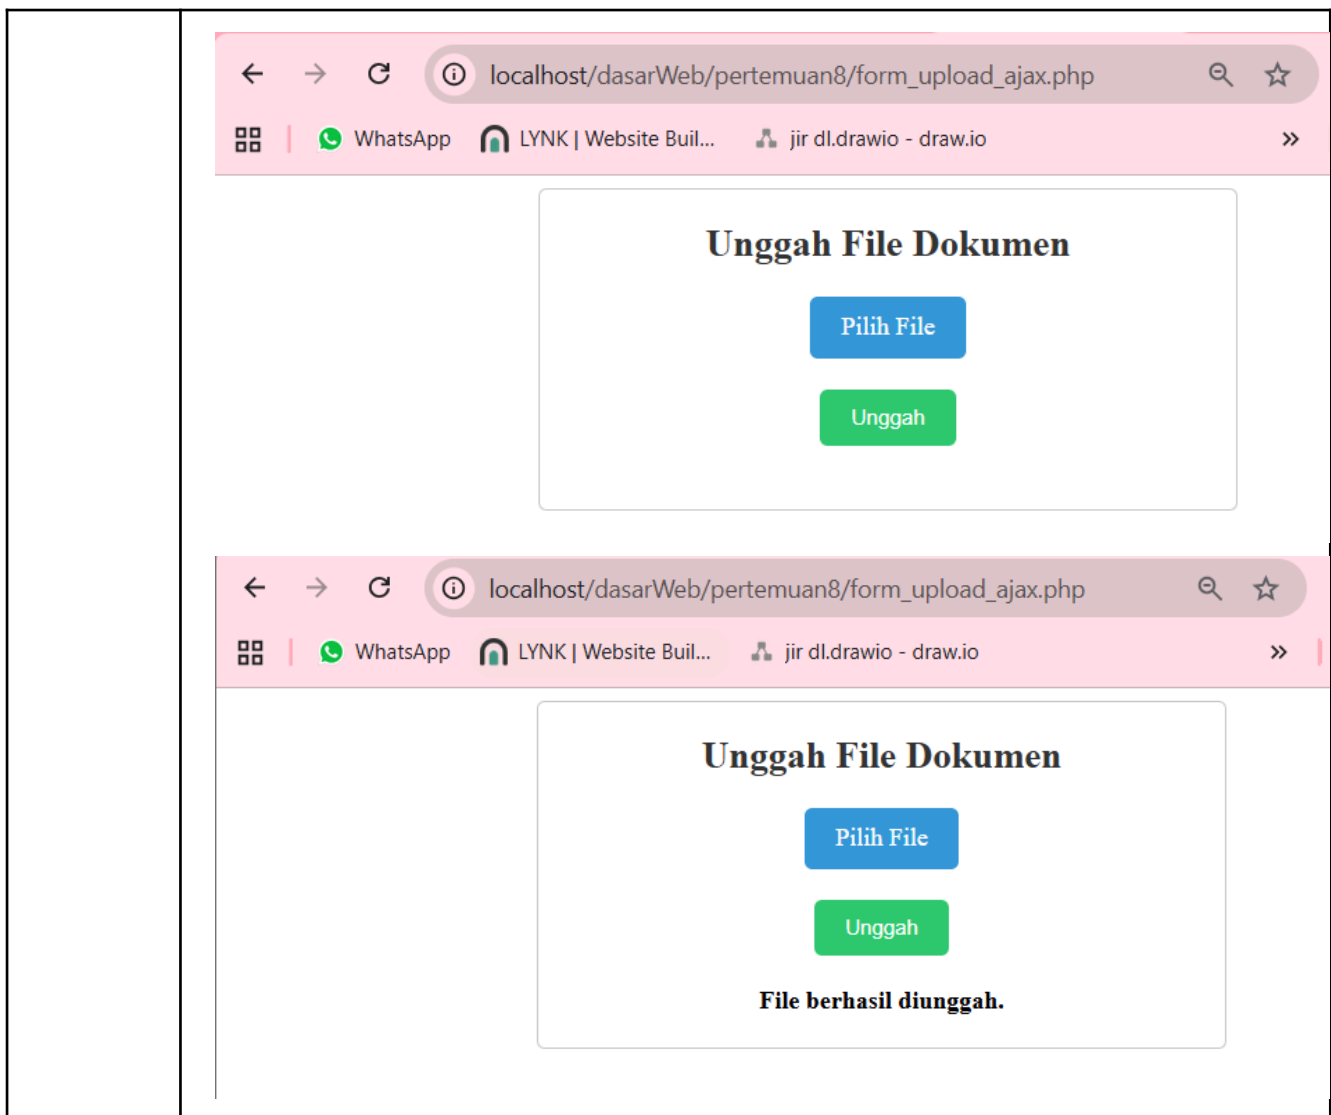 localhost/dasarWeb/pertemuan8/form_upload_ajax.php
WhatsApp LYNK | Website Buil... jir dl.drawio - draw.io »
Unggah File Dokumen
Pilih File
Unggah
localhost/dasarWeb/pertemuan8/form_upload_ajax.php
WhatsApp LYNK | Website Buil... jir dl.drawio - draw.io »
Unggah File Dokumen
Pilih File
Unggah
File berhasil diunggah.